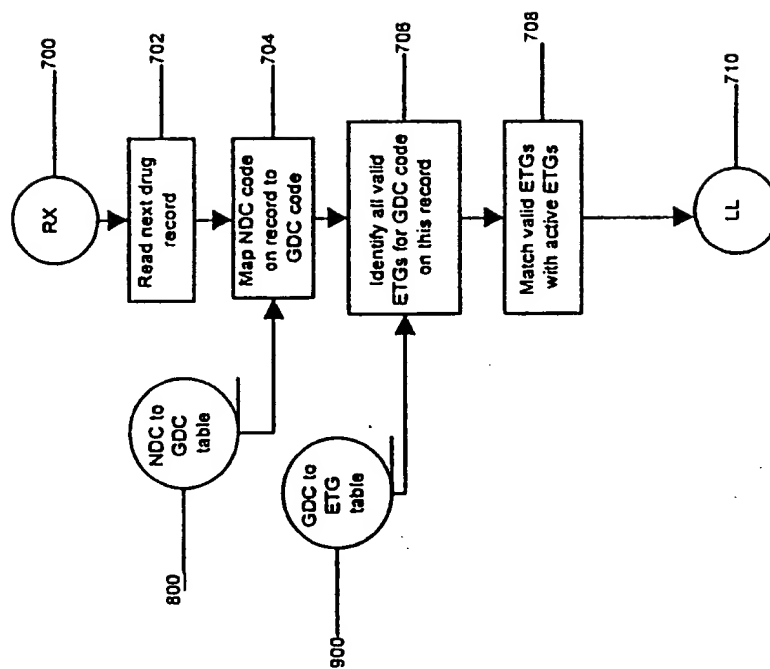 RX
700
Read next drug
record
702
NDC to
GDC
table
800
Map NDC code
on record to
GDC code
704
GDC to
ETG
table
900
Identify all valid
ETGs for GDC code
on this record
706
Match valid ETGs
with active ETGs
708
LL
710